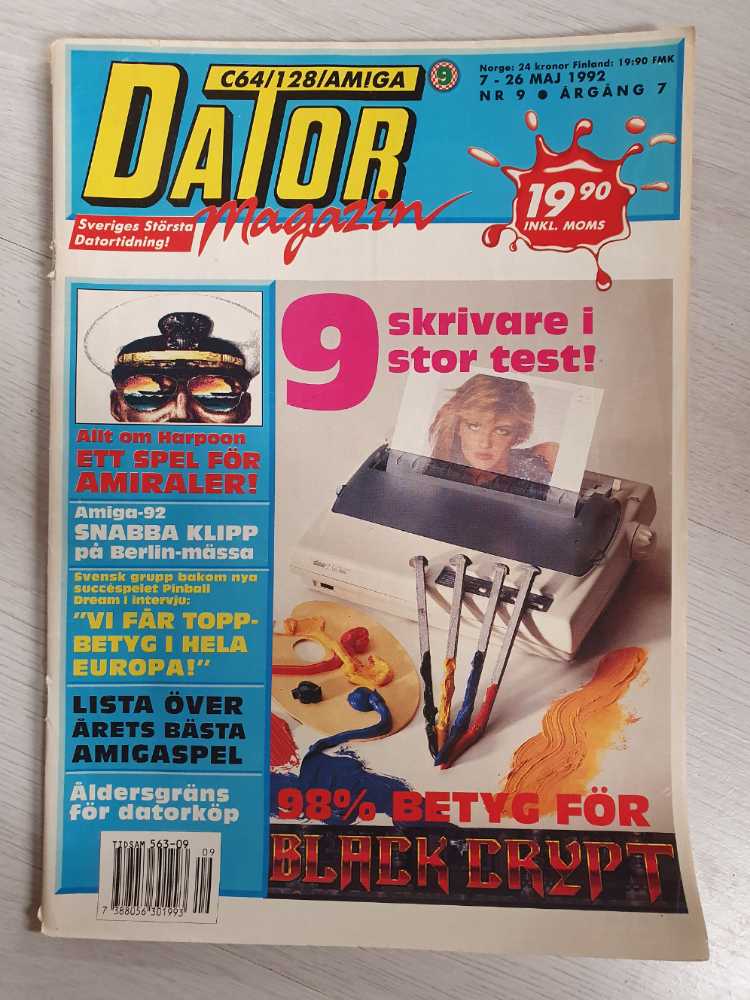 C64/128/AMIGA
9
Norge: 24 kronor Finland: 19:90 FMK
7 - 26 MAJ 1992
NR 9 ● ÅRGÅNG 7
DATOR
Magazin
Sveriges Största
Datortidning!
19 90
INKL. MOMS
9 skrivare i
stor test!
Allt om Harpoon
ETT SPEL FÖR
AMIRALER!
Amiga-92
SNABBA KLIPP
på Berlin-mässa
Svensk grupp bakom nya
succéspelet Pinball
Dream i intervju:
"VI FÅR TOPP-
BETYG I HELA
EUROPA!"
LISTA ÖVER
ÅRETS BÄSTA
AMIGASPEL
Åldersgräns
för datorköp
98% BETYG FÖR
BLACK CRYPT
TIDSAM 563-09
09
7 388056 301993